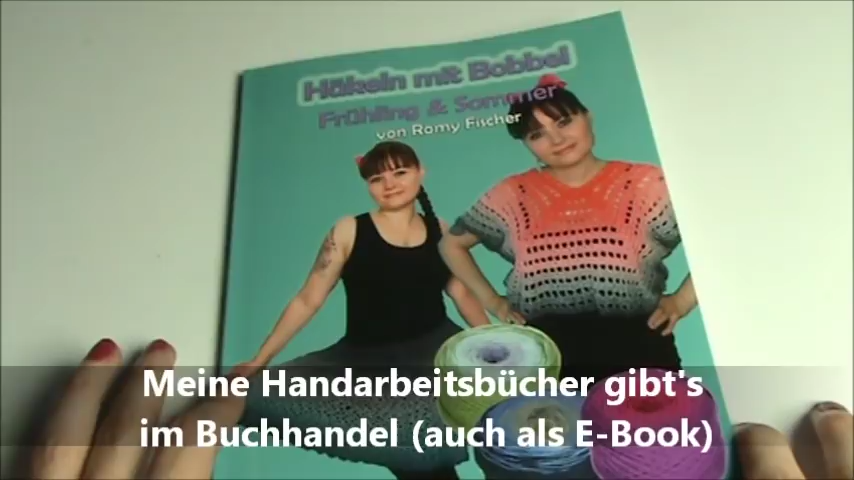 Häkeln mit Bobbel
Frühling & Sommer
von Romy Fischer
Meine Handarbeitsbücher gibt's
im Buchhandel (auch als E-Book)